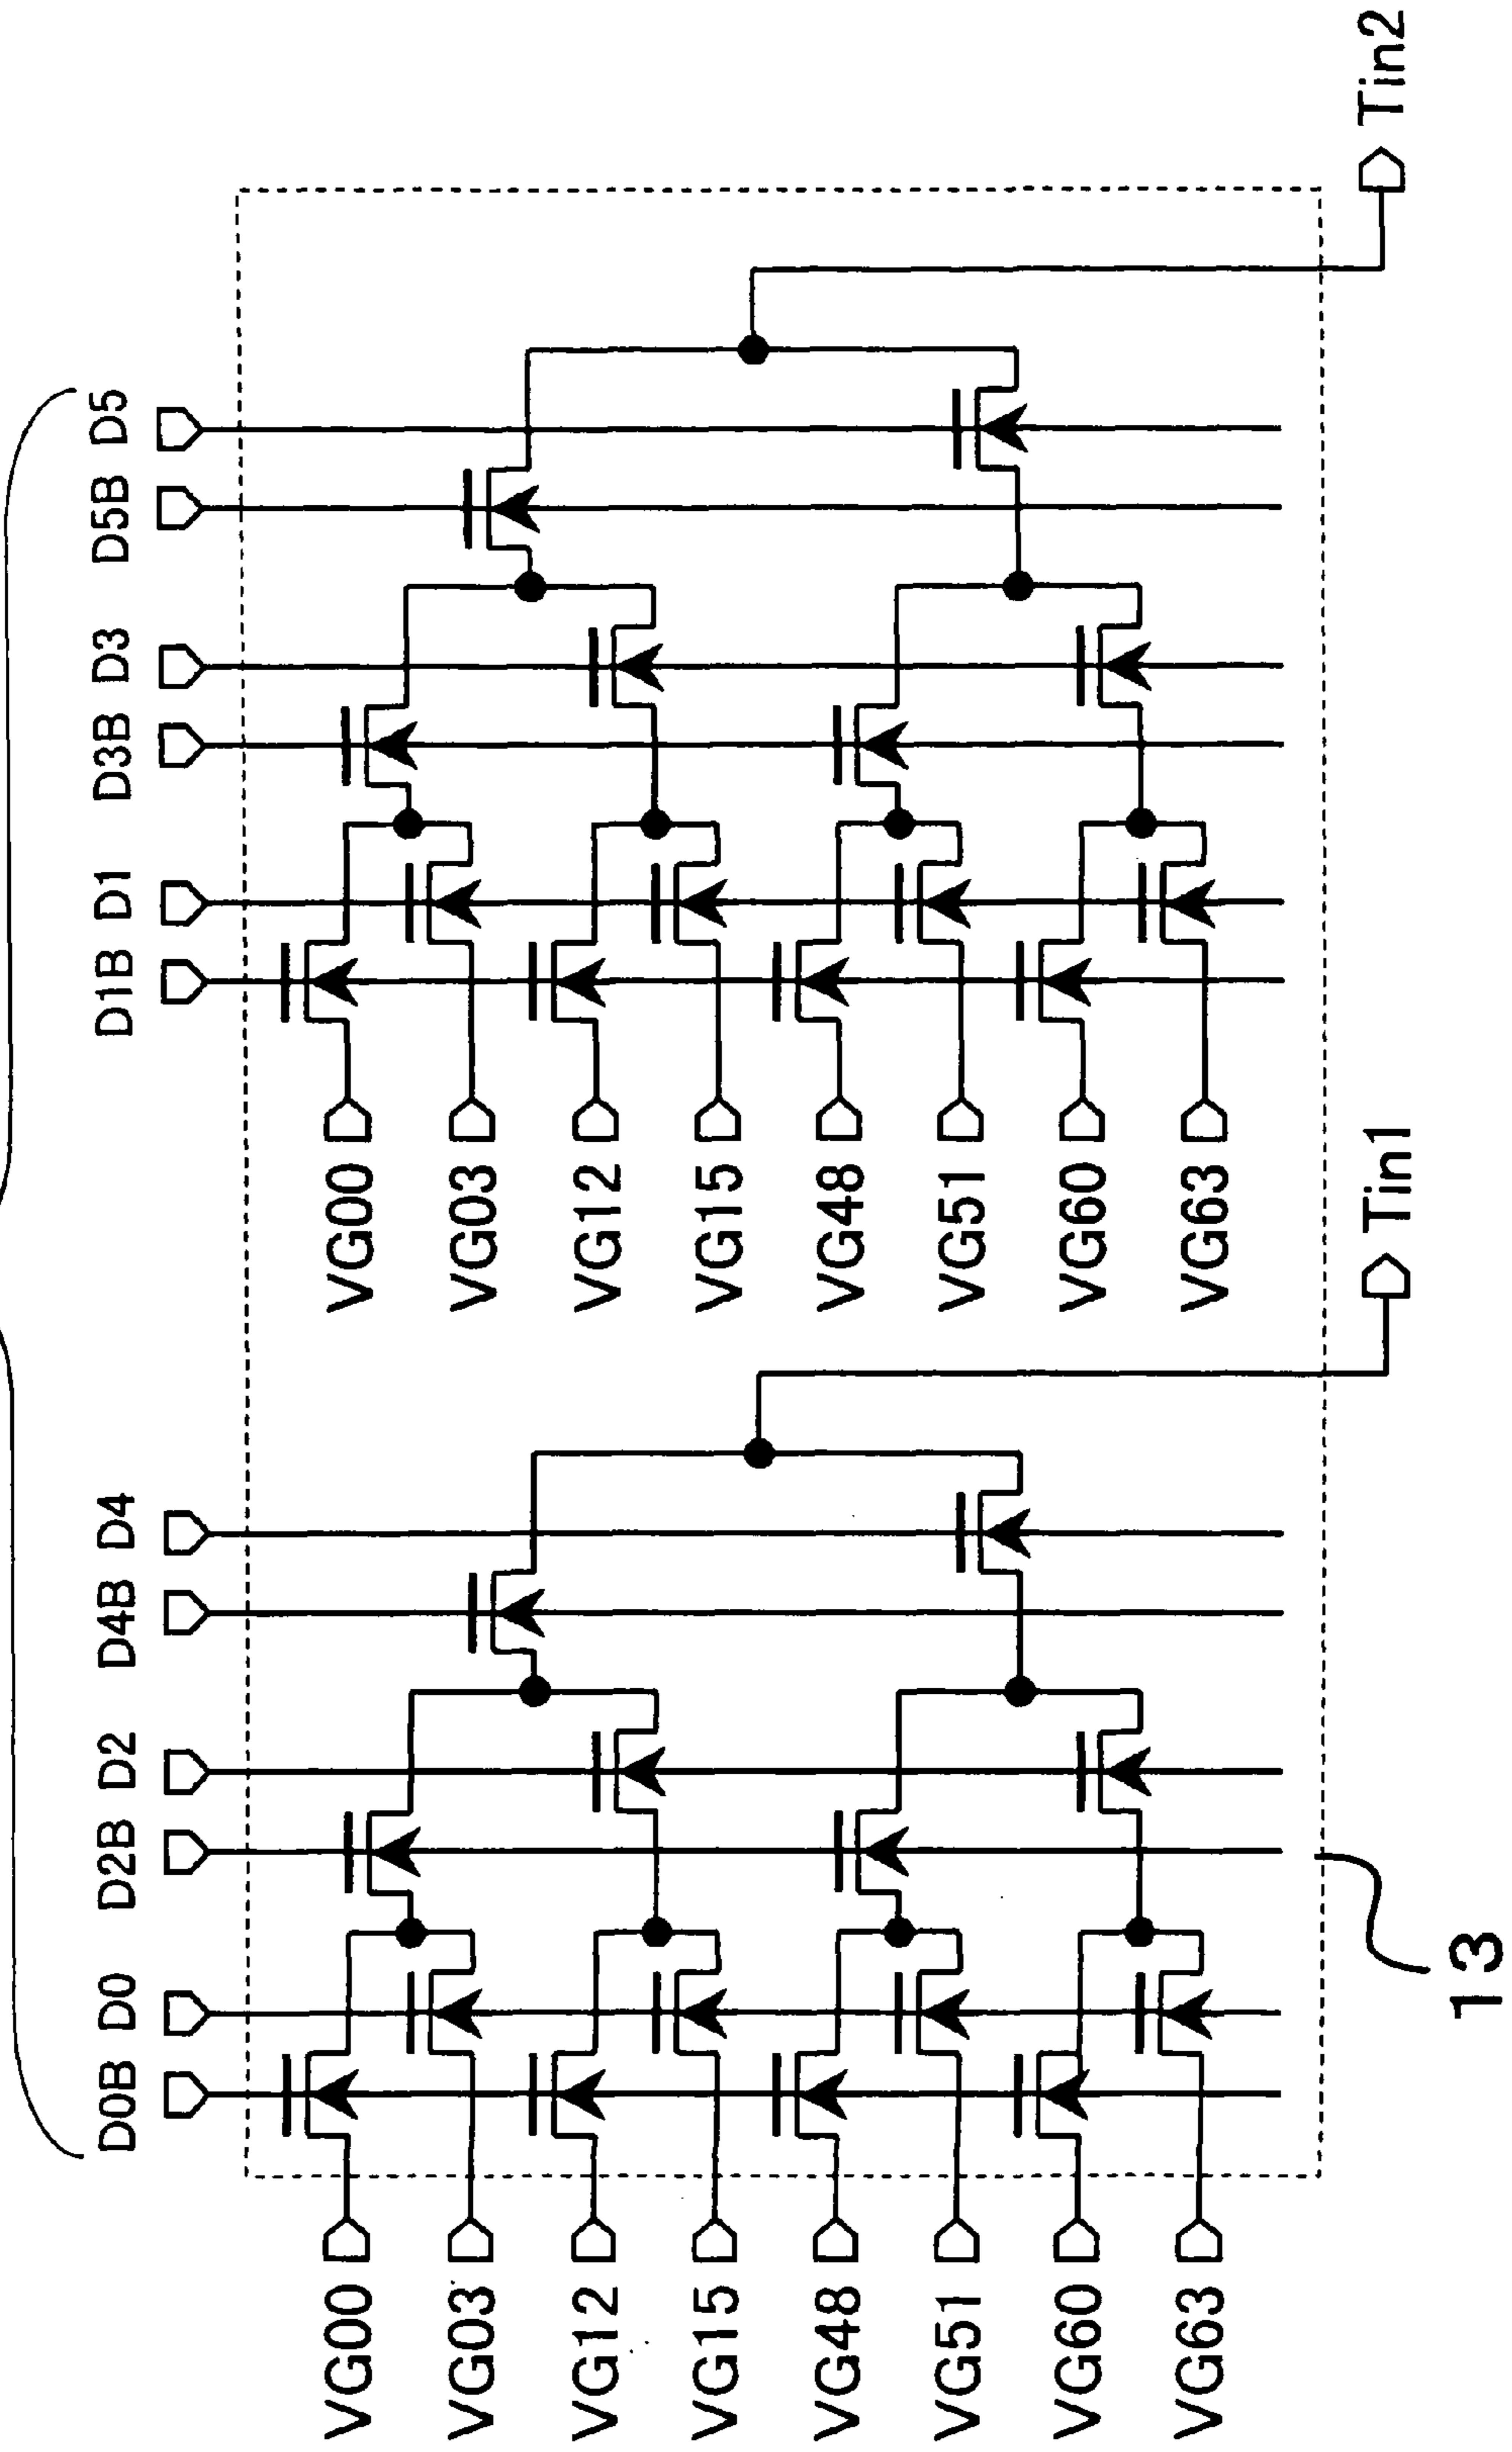 D0B D0 D2B D2 D4B D4 D1B D1 D3B D3 D5B D5
VG00 VG00
VG03 VG03
VG12 VG12
VG15 VG15
VG48 VG48
VG51 VG51
VG60 VG60
VG63 VG63
Tin1 Tin2
13